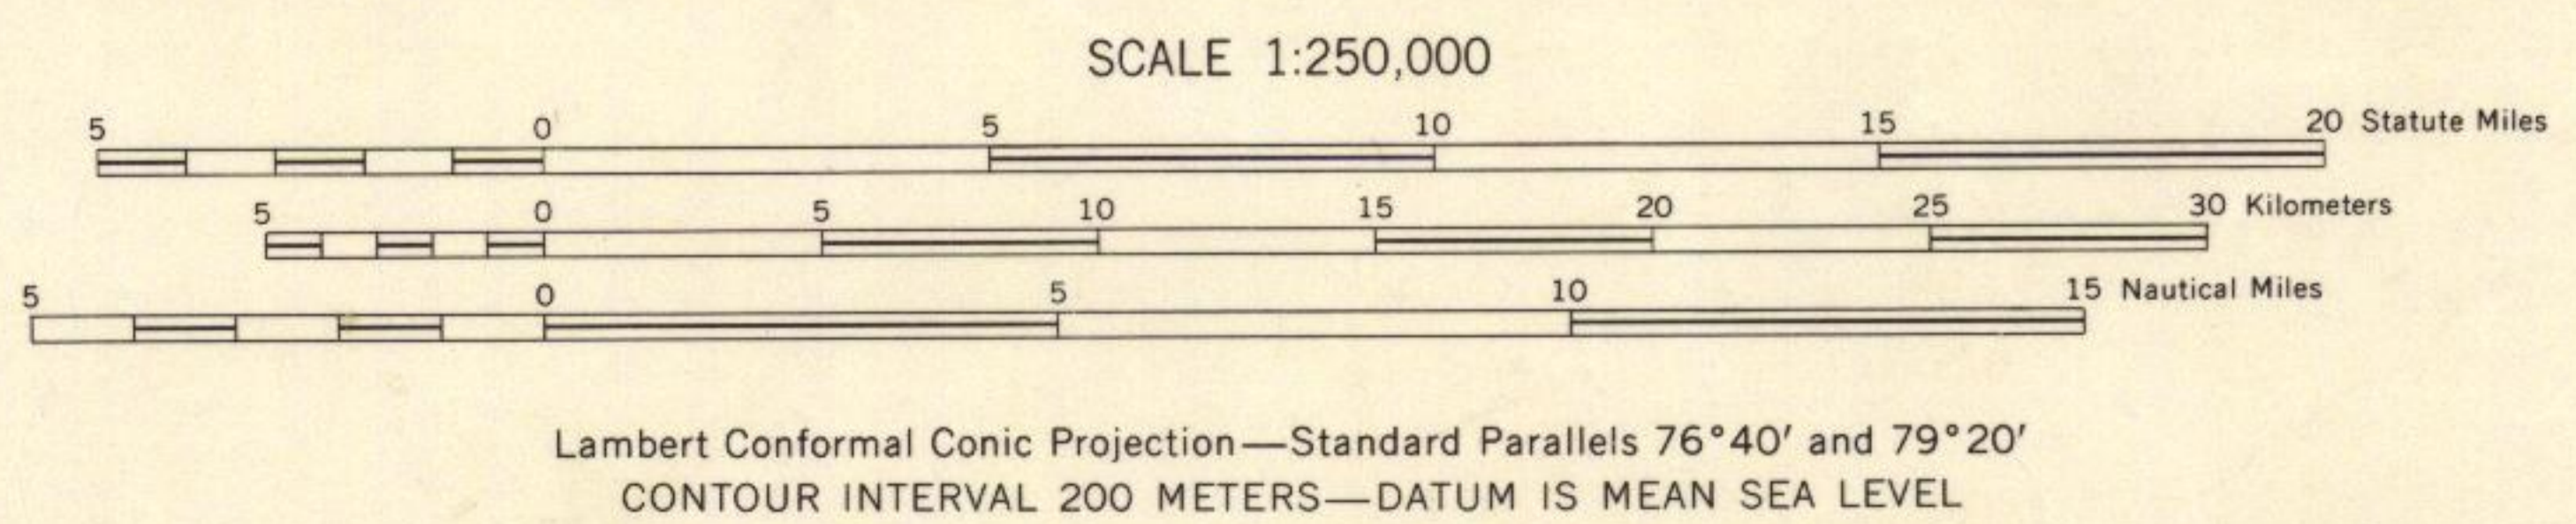 SCALE 1:250,000
5 0 5 10 15 20 Statute Miles
5 0 5 10 15 20 25 30 Kilometers
5 0 5 10 15 Nautical Miles
Lambert Conformal Conic Projection—Standard Parallels 76°40′ and 79°20′
CONTOUR INTERVAL 200 METERS—DATUM IS MEAN SEA LEVEL